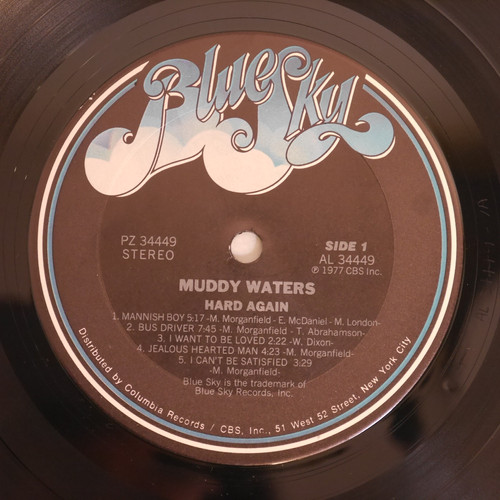 Blue Sky
PZ 34449
STEREO
SIDE 1
AL 34449
℗ 1977 CBS Inc.
MUDDY WATERS
HARD AGAIN
1. MANNISH BOY 5:17 -M. Morganfield - E. McDaniel - M. London-
2. BUS DRIVER 7:45 -M. Morganfield - T. Abrahamson-
3. I WANT TO BE LOVED 2:22 -W. Dixon-
4. JEALOUS HEARTED MAN 4:23 -M. Morganfield-
5. I CAN'T BE SATISFIED 3:29
-M. Morganfield-
Blue Sky is the trademark of
Blue Sky Records, Inc.
Distributed by Columbia Records / CBS, Inc., 51 West 52 Street, New York City